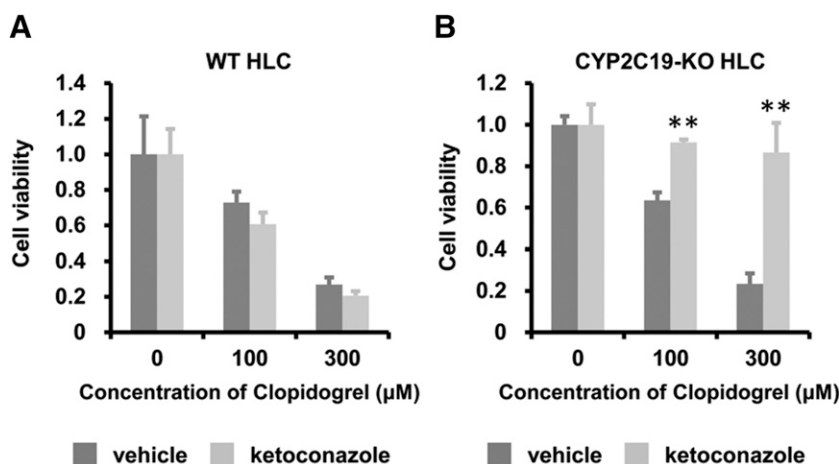 A
WT HLC
Cell viability
1.4
1.2
1.0
0.8
0.6
0.4
0.2
0
0 100 300
Concentration of Clopidogrel (μM)
vehicle ketoconazole
B
CYP2C19-KO HLC
Cell viability
1.2
1.0
0.8
0.6
0.4
0.2
0
**
**
0 100 300
Concentration of Clopidogrel (μM)
vehicle ketoconazole